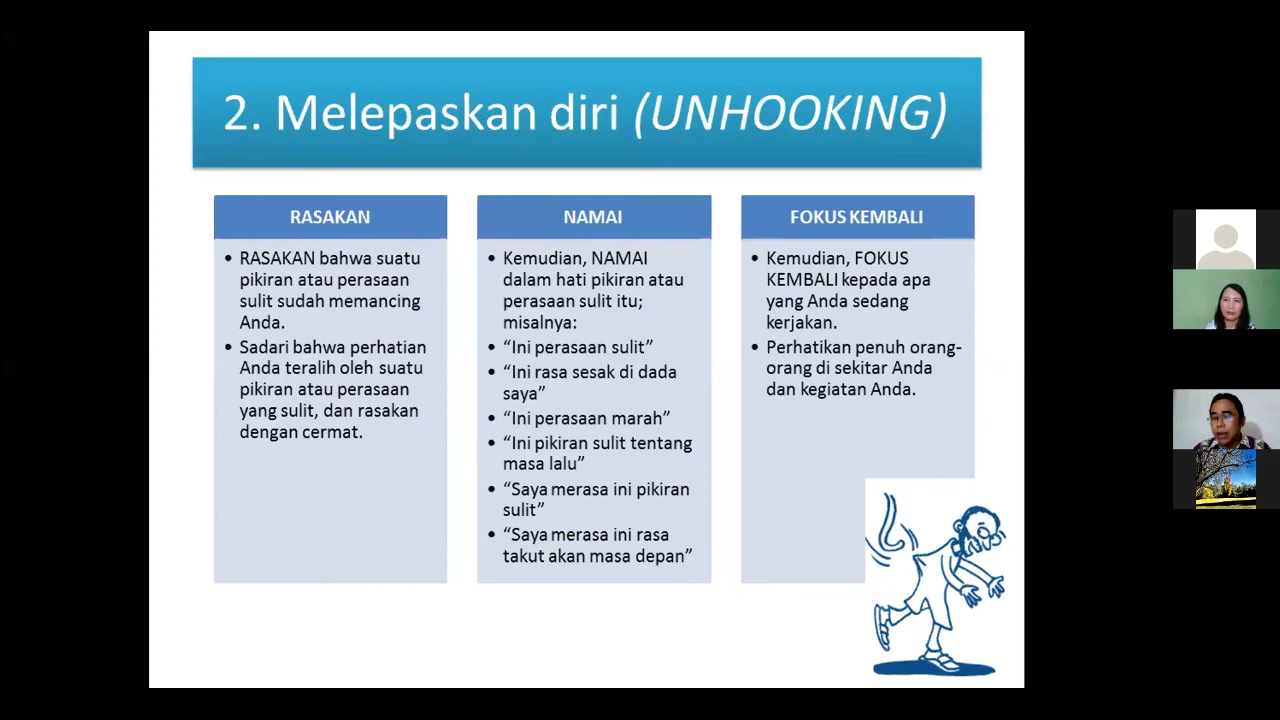 2. Melepaskan diri (UNHOOKING)
RASAKAN
• RASAKAN bahwa suatu
pikiran atau perasaan
sulit sudah memancing
Anda.
• Sadari bahwa perhatian
Anda teralih oleh suatu
pikiran atau perasaan
yang sulit, dan rasakan
dengan cermat.
NAMAI
• Kemudian, NAMAI
dalam hati pikiran atau
perasaan sulit itu;
misalnya:
• “Ini perasaan sulit”
• “Ini rasa sesak di dada
saya”
• “Ini perasaan marah”
• “Ini pikiran sulit tentang
masa lalu”
• “Saya merasa ini pikiran
sulit”
• “Saya merasa ini rasa
takut akan masa depan”
FOKUS KEMBALI
• Kemudian, FOKUS
KEMBALI kepada apa
yang Anda sedang
kerjakan.
• Perhatikan penuh orang-
orang di sekitar Anda
dan kegiatan Anda.